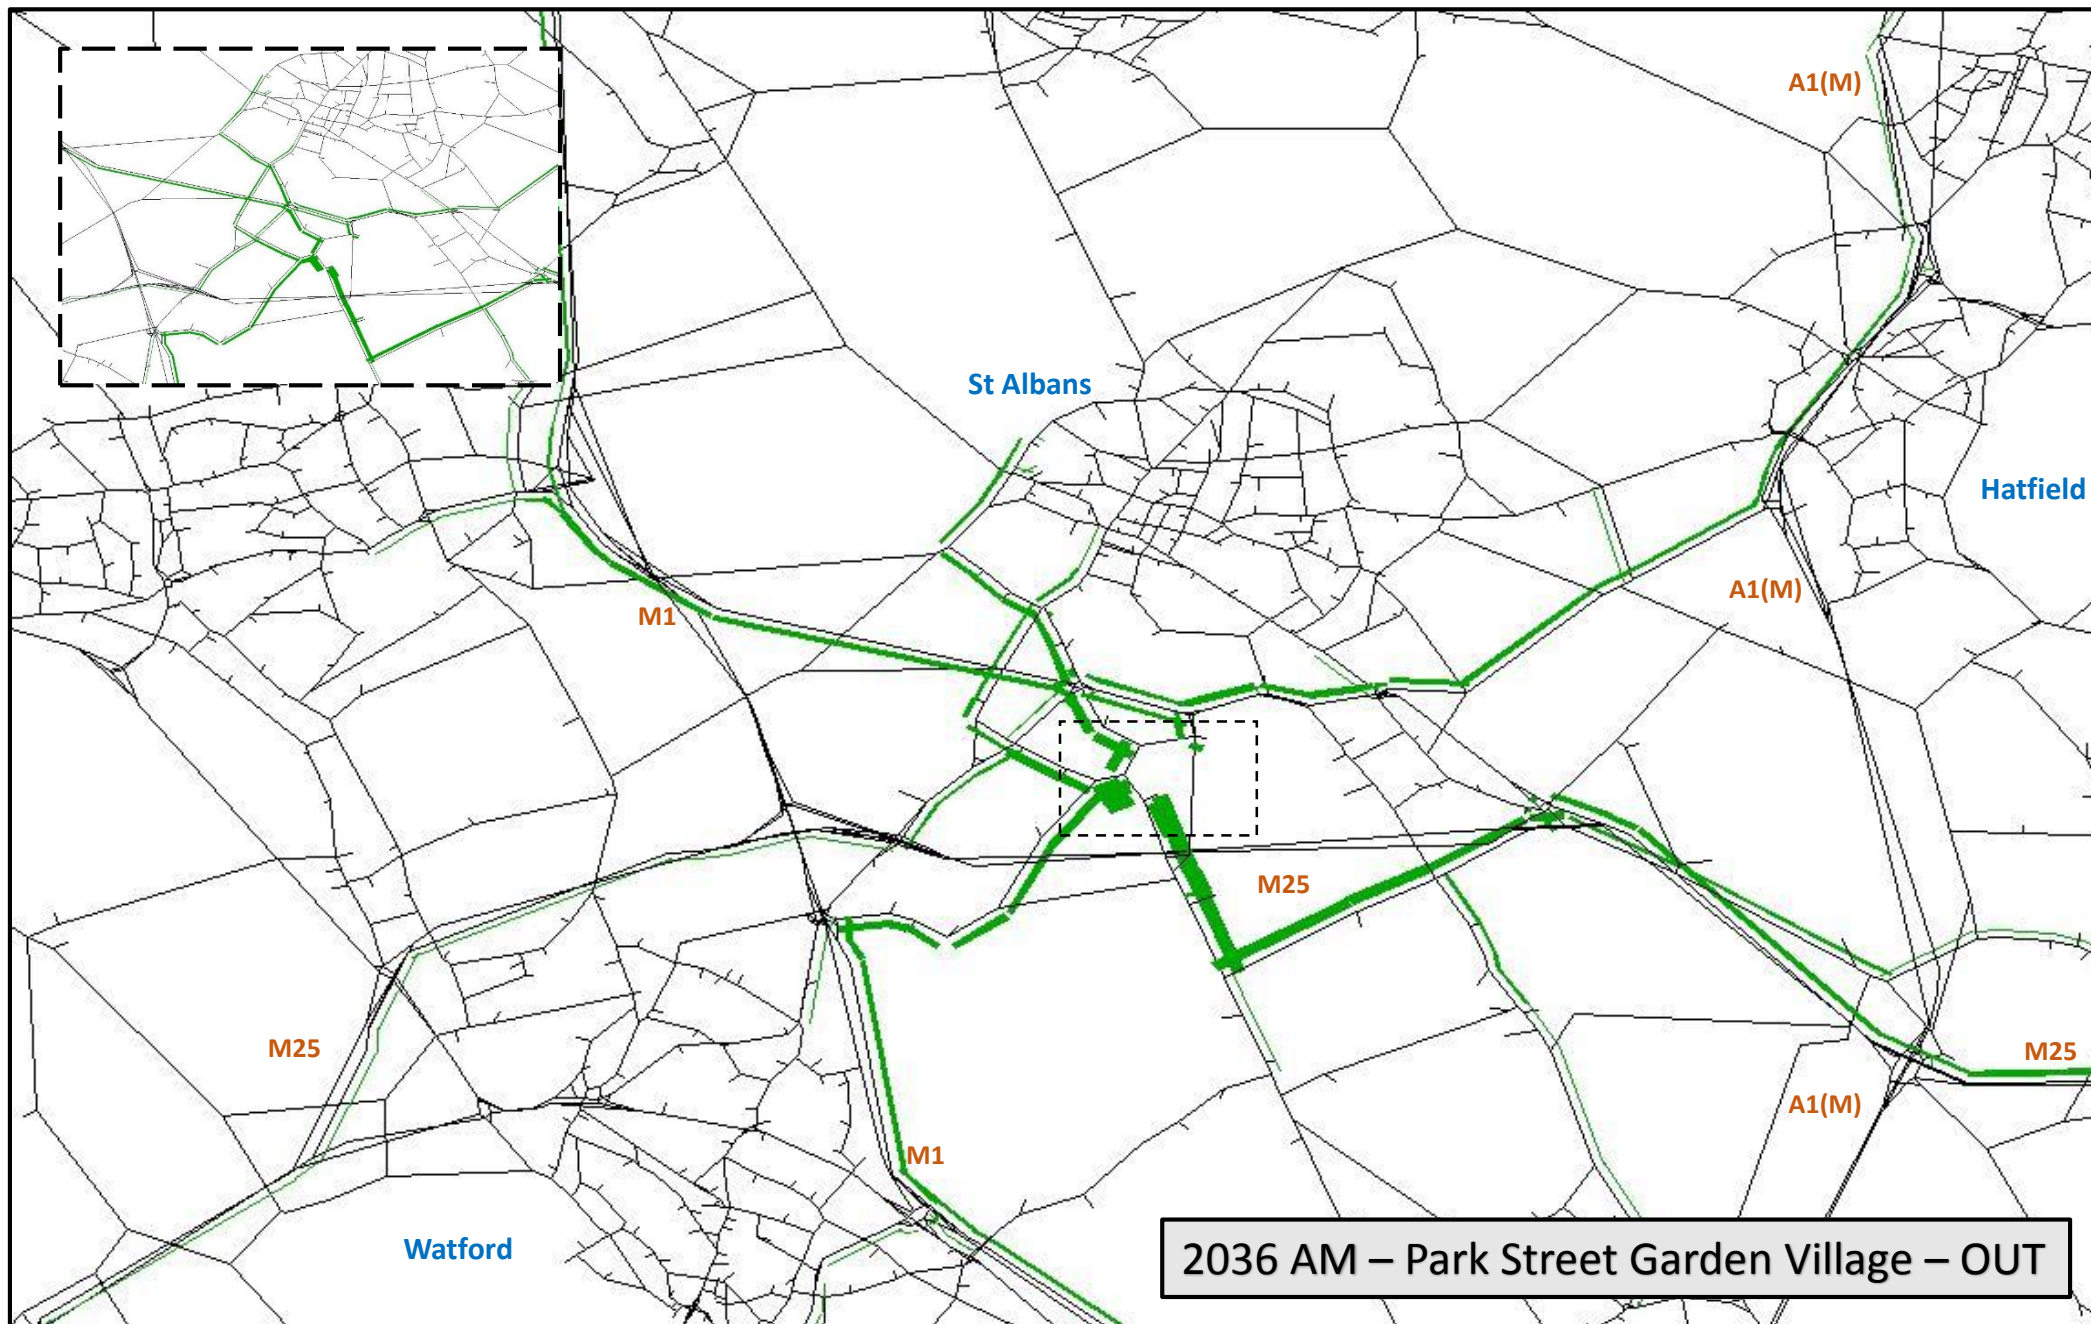 A1(M)
St Albans
Hatfield
A1(M)
M1
M25
M25
M25
A1(M)
M1
Watford
2036 AM – Park Street Garden Village – OUT